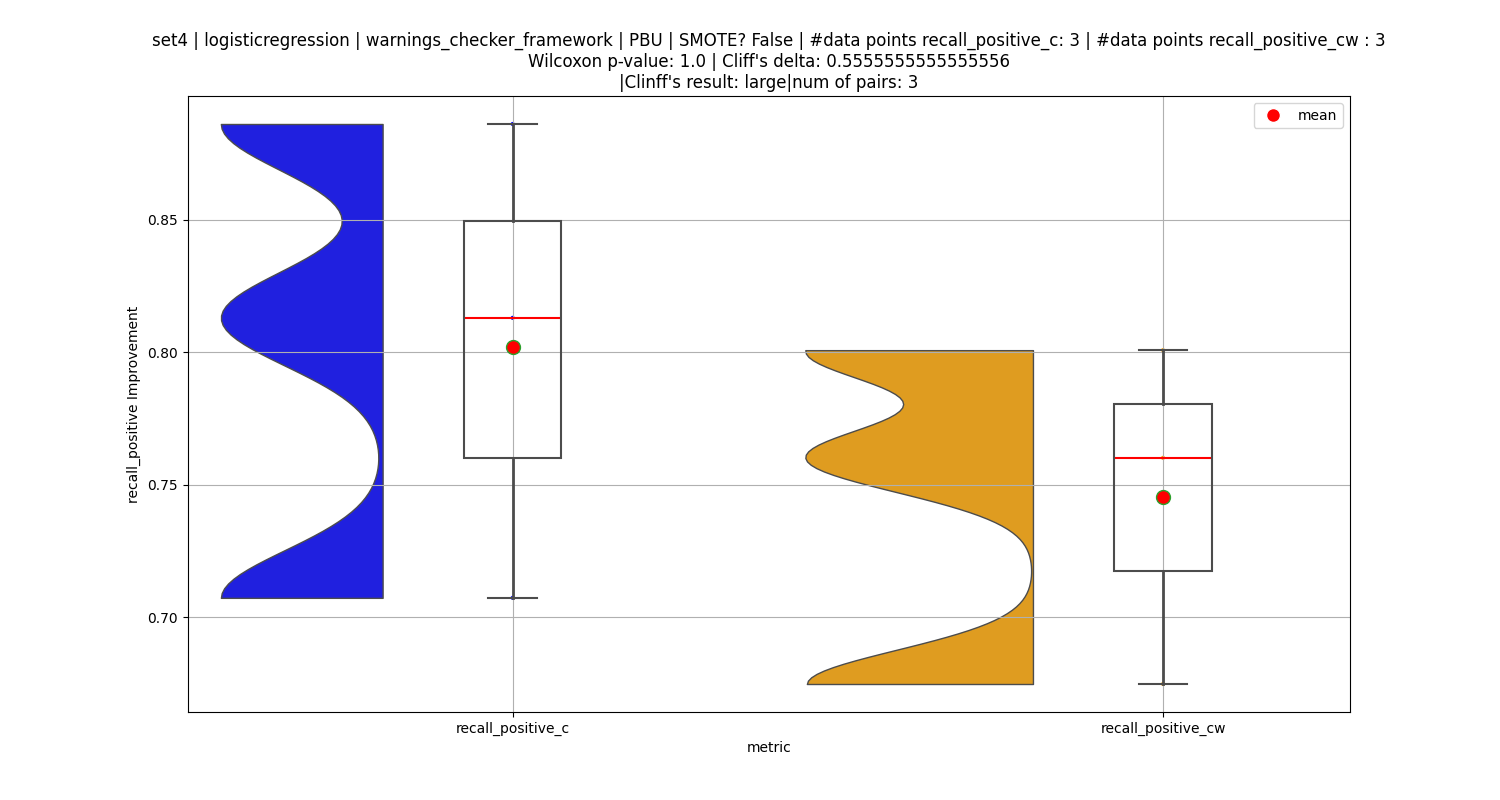 set4 | logisticregression | warnings_checker_framework | PBU | SMOTE? False | #data points recall_positive_c: 3 | #data points recall_positive_cw : 3
Wilcoxon p-value: 1.0 | Cliff's delta: 0.5555555555555556
|Clinff's result: large|num of pairs: 3
mean
0.85
0.80
0.75
0.70
recall_positive Improvement
recall_positive_c
recall_positive_cw
metric